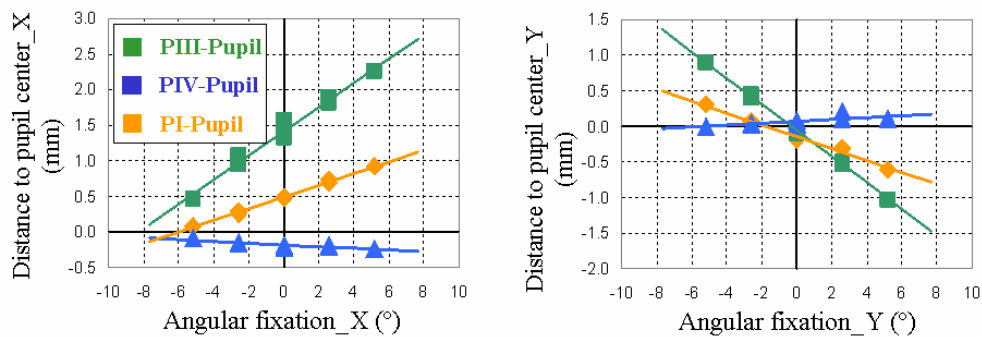 Distance to pupil center_X
(mm)
3.0
2.5
2.0
1.5
1.0
0.5
0.0
-0.5
PIII-Pupil
PIV-Pupil
PI-Pupil
-10 -8 -6 -4 -2 0 2 4 6 8 10
Angular fixation_X (°)
Distance to pupil center_Y
(mm)
1.5
1.0
0.5
0.0
-0.5
-1.0
-1.5
-2.0
-10 -8 -6 -4 -2 0 2 4 6 8 10
Angular fixation_Y (°)